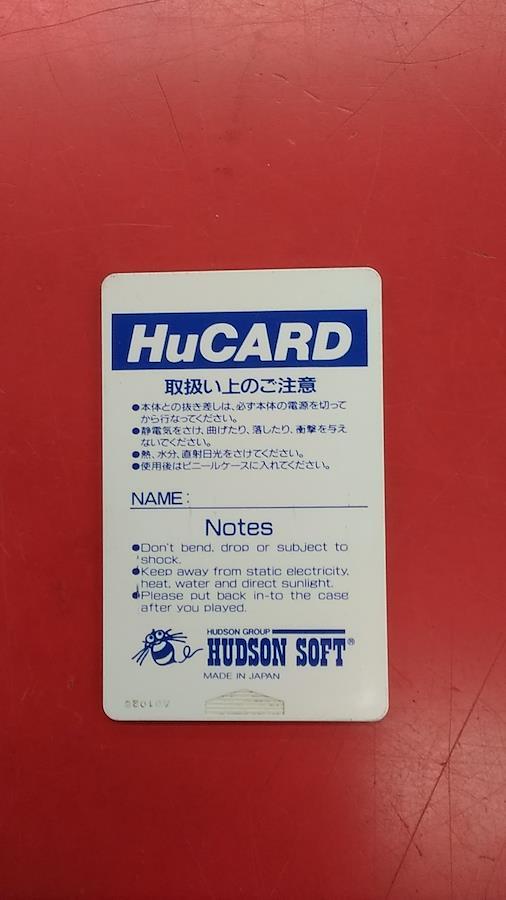 HuCARD
取扱い上のご注意
●本体との抜き差しは、必ず本体の電源を切って
から行なってください。
●静電気をさけ、曲げたり、落したり、衝撃を与え
ないでください。
●熱、水分、直射日光をさけてください。
●使用後はビニールケースに入れてください。
NAME:
Notes
●Don't bend, drop or subject to
shock.
●Keep away from static electricity,
heat, water and direct sunlight.
●Please put back in-to the case
after you played.
HUDSON GROUP
HUDSON SOFT®
MADE IN JAPAN